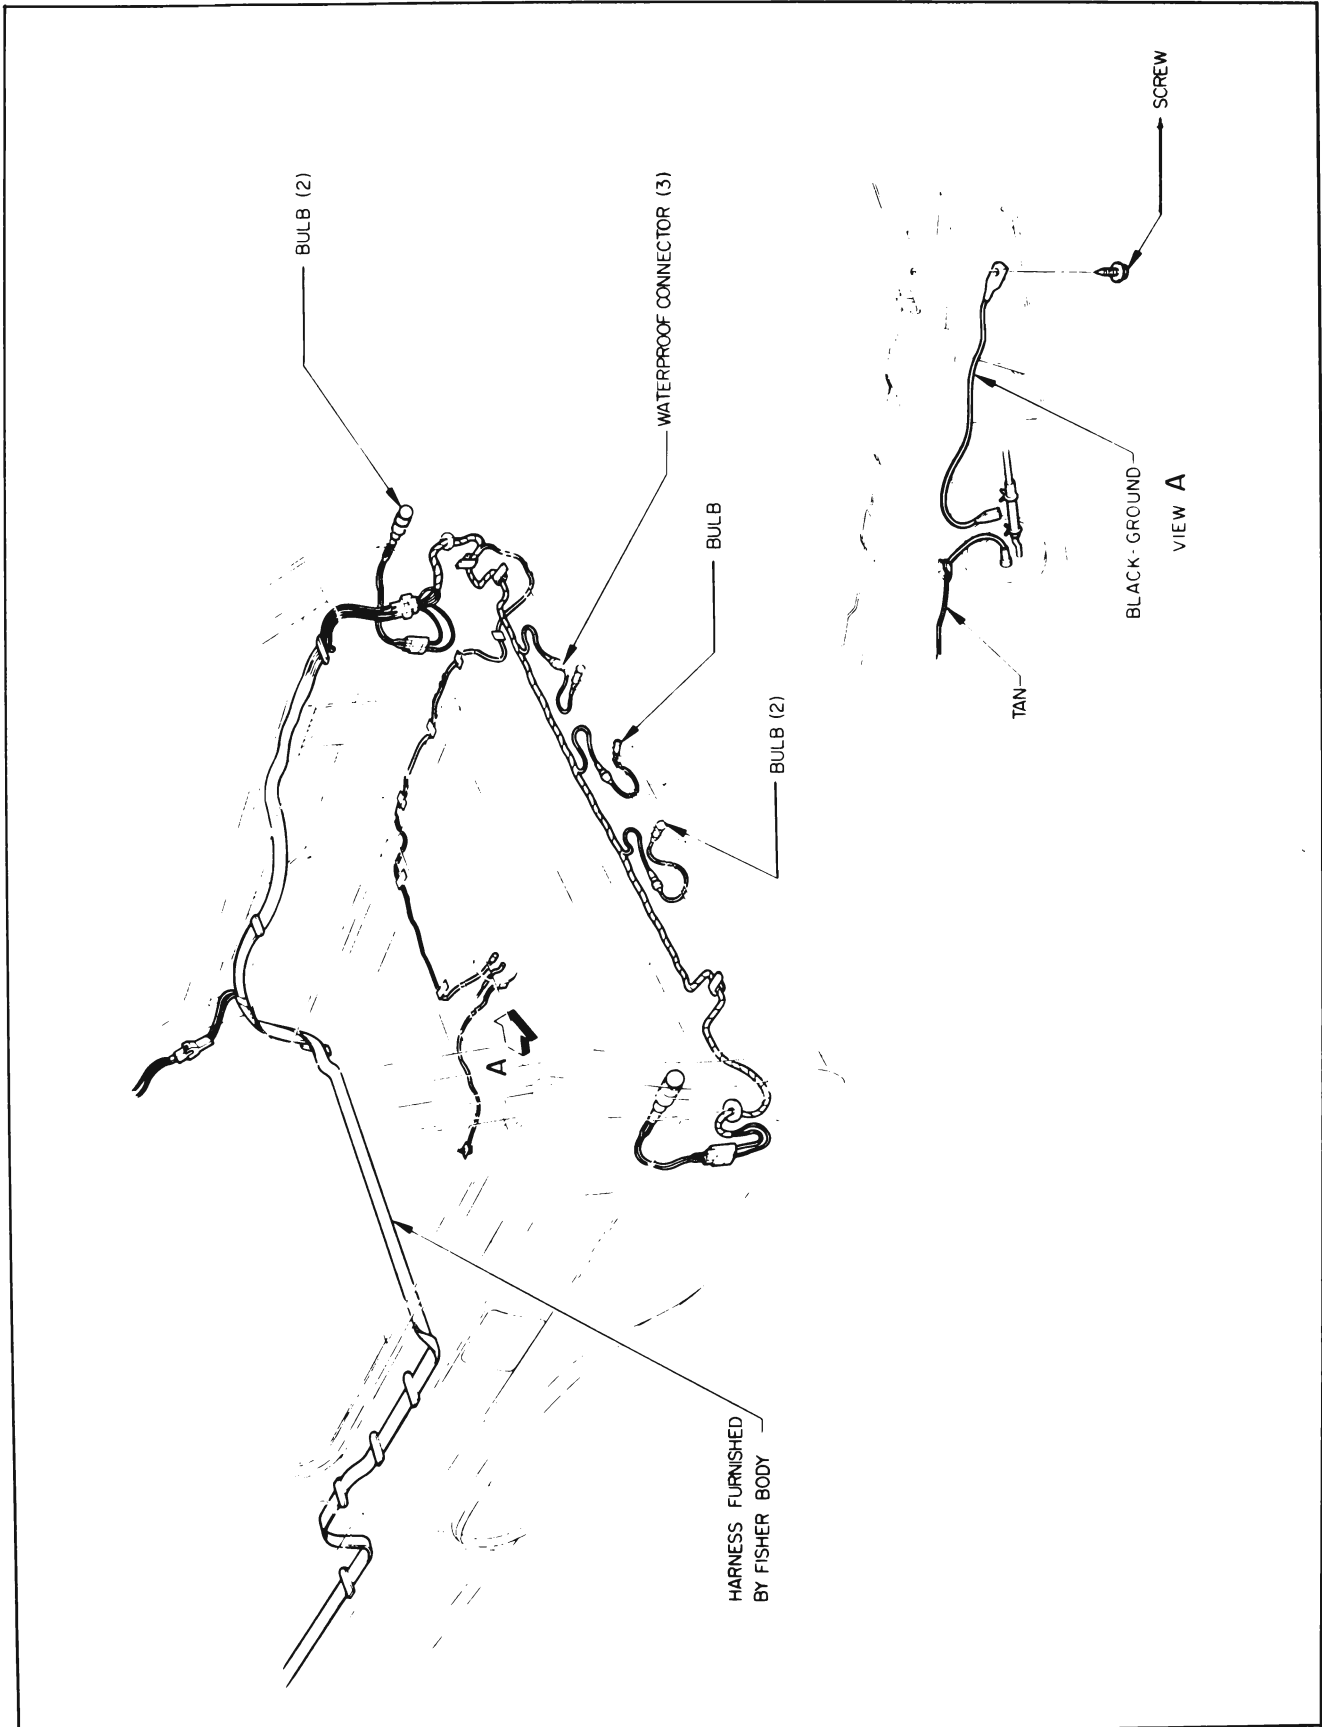 HARNESS FURNISHED
BY FISHER BODY
BULB (2)
WATERPROOF CONNECTOR (3)
BULB
BULB (2)
A
TAN
BLACK-GROUND
VIEW A
SCREW